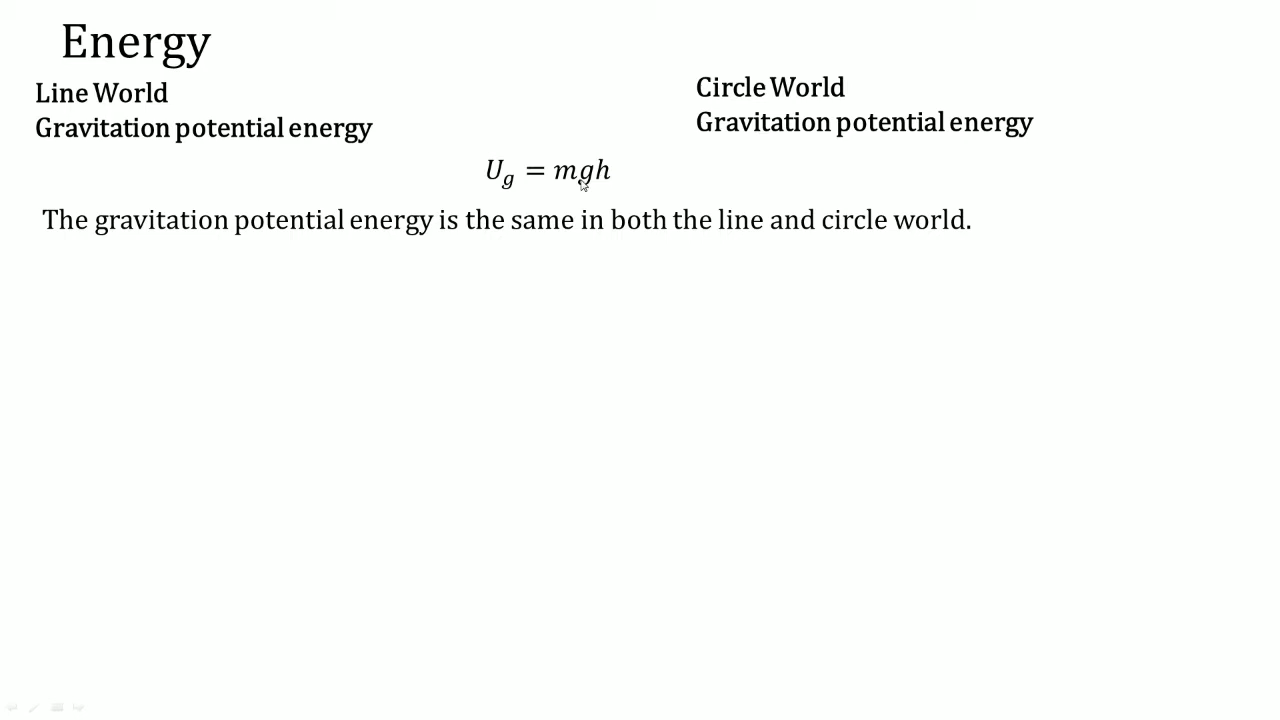 Energy
Line World
Gravitation potential energy
Circle World
Gravitation potential energy
U_g = mgh
The gravitation potential energy is the same in both the line and circle world.